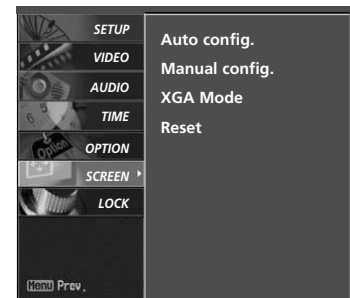 SETUP
VIDEO
AUDIO
TIME
OPTION
SCREEN
LOCK
Menu Prev.
Auto config.
Manual config.
XGA Mode
Reset